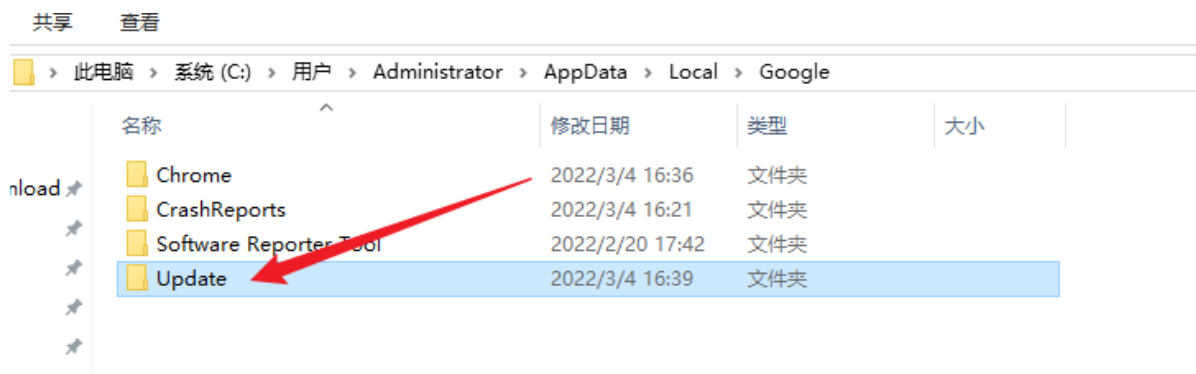 共享 查看
此电脑 > 系统 (C:) > 用户 > Administrator > AppData > Local > Google
名称 修改日期 类型 大小
Chrome 2022/3/4 16:36 文件夹
nload
CrashReports 2022/3/4 16:21 文件夹
Software Reporter Tool 2022/2/20 17:42 文件夹
Update 2022/3/4 16:39 文件夹